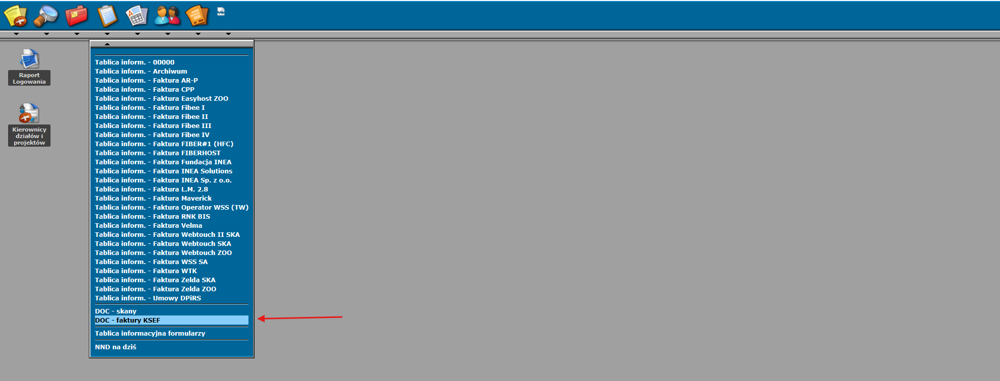 Raport
Logowania
Kierownicy
działów i
projektów
Tablica inform. - 00000
Tablica inform. - Archiwum
Tablica inform. - Faktura AR-P
Tablica inform. - Faktura CPP
Tablica inform. - Faktura Easyhost ZOO
Tablica inform. - Faktura Fibee I
Tablica inform. - Faktura Fibee II
Tablica inform. - Faktura Fibee III
Tablica inform. - Faktura Fibee IV
Tablica inform. - Faktura FIBER#1 (HFC)
Tablica inform. - Faktura FIBERHOST
Tablica inform. - Faktura Fundacja INEA
Tablica inform. - Faktura INEA Solutions
Tablica inform. - Faktura INEA Sp. z o.o.
Tablica inform. - Faktura L.M. 2.8
Tablica inform. - Faktura Maverick
Tablica inform. - Faktura Operator WSS (TW)
Tablica inform. - Faktura RNK BIS
Tablica inform. - Faktura Velma
Tablica inform. - Faktura Webtouch II SKA
Tablica inform. - Faktura Webtouch SKA
Tablica inform. - Faktura Webtouch ZOO
Tablica inform. - Faktura WSS SA
Tablica inform. - Faktura WTK
Tablica inform. - Faktura Zelda SKA
Tablica inform. - Faktura Zelda ZOO
Tablica inform. - Umowy DPiRS
DOC - skany
DOC - faktury KSEF
Tablica informacyjna formularzy
NND na dziś